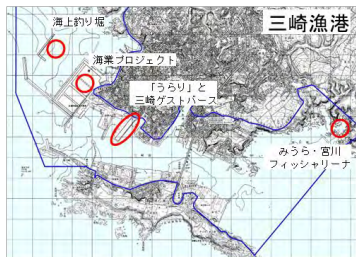 三崎漁港
海上釣り堀
海業プロジェクト
「うらり」と
三崎ゲストバース
みうら・宮川
フィッシャリーナ